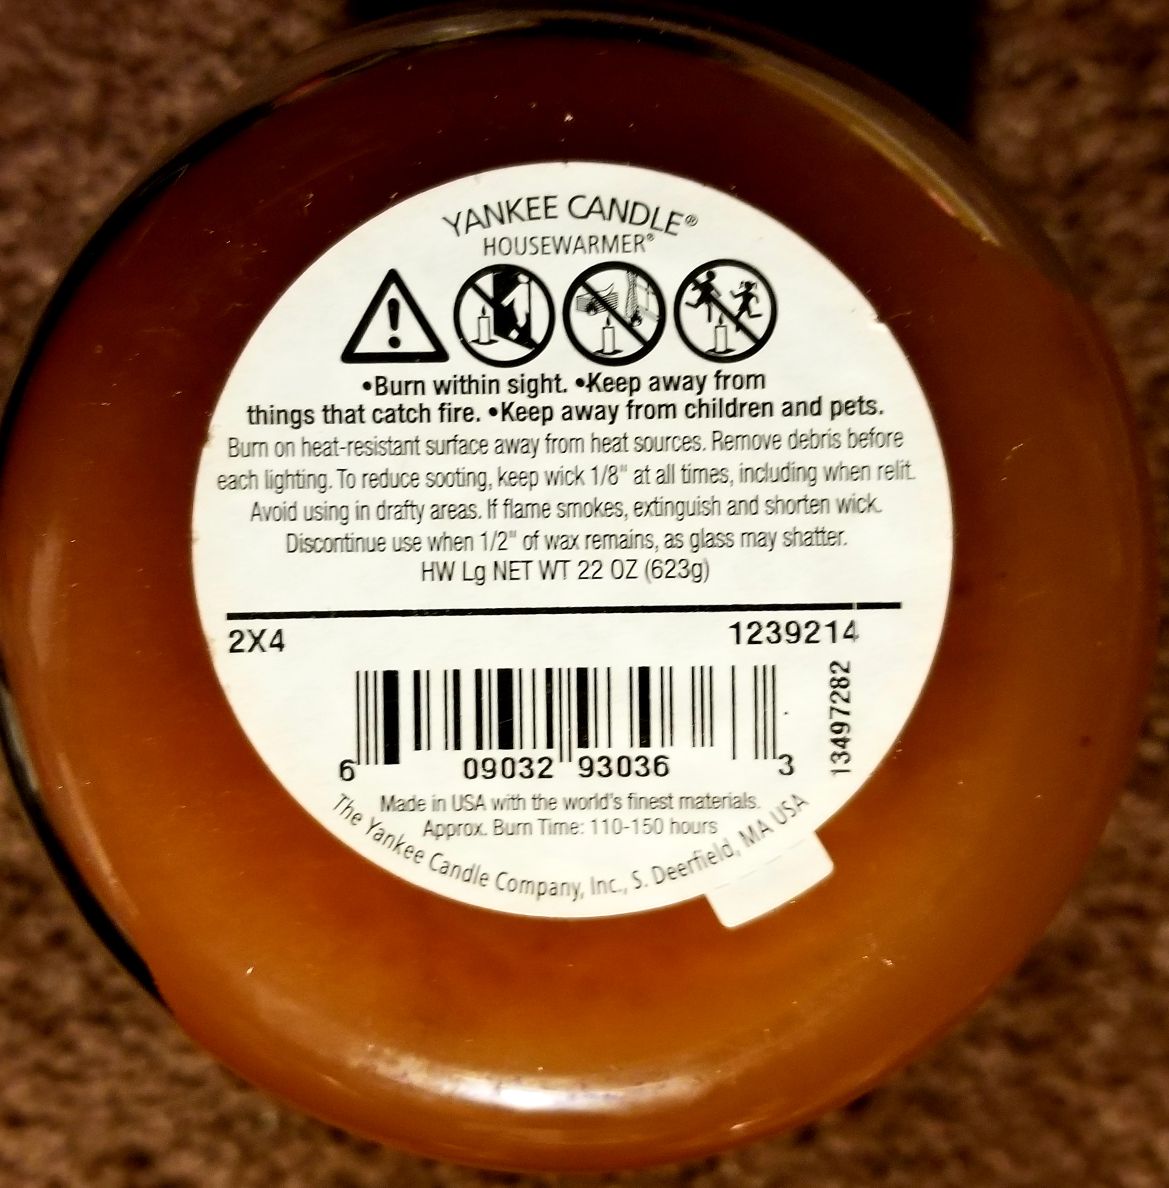 YANKEE CANDLE®
HOUSEWARMER®
•Burn within sight. •Keep away from
things that catch fire. •Keep away from children and pets.
Burn on heat-resistant surface away from heat sources. Remove debris before
each lighting. To reduce sooting, keep wick 1/8" at all times, including when relit.
Avoid using in drafty areas. If flame smokes, extinguish and shorten wick.
Discontinue use when 1/2" of wax remains, as glass may shatter.
HW Lg NET WT 22 OZ (623g)
2X4 1239214
13497282
6 09032 93036 3
Made in USA with the world's finest materials.
Approx. Burn Time: 110-150 hours
The Yankee Candle Company, Inc., S. Deerfield, MA USA